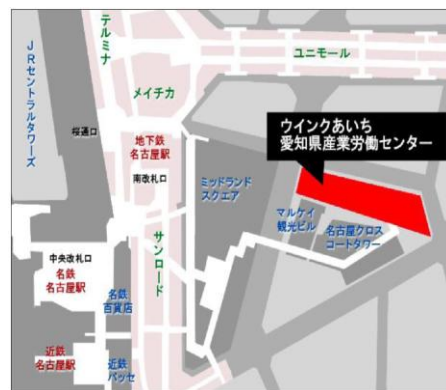 テルミナ
ユニモール
JRセントラルタワーズ
メイチカ
桜通口
地下鉄
名古屋駅
ウインクあいち
愛知県産業労働センター
南改札口
ミッドランド
スクエア
サンロード
マルケイ
観光ビル
名古屋クロス
コートタワー
中央改札口
名鉄
名古屋駅
名鉄
百貨店
近鉄
名古屋駅
近鉄
パッセ